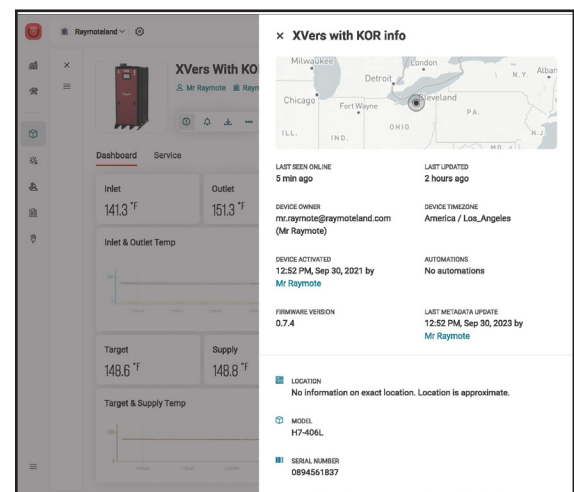 Raymoteland
× XVers with KOR info
Milwaukee
London
Detroit
N.Y.
Alban
Chicago
Fort Wayne
Cleveland
PA.
OHIO
ILL.
IND.
N.J
MD
XVers With KO
Mr Raymote Raym
Dashboard Service
Inlet
141.3 °F
Outlet
151.3 °F
Inlet & Outlet Temp
Target
148.6 °F
Supply
148.8 °F
Target & Supply Temp
LAST SEEN ONLINE
5 min ago
LAST UPDATED
2 hours ago
DEVICE OWNER
mr.raymote@raymoteland.com
(Mr Raymote)
DEVICE TIMEZONE
America / Los_Angeles
DEVICE ACTIVATED
12:52 PM, Sep 30, 2021 by
Mr Raymote
AUTOMATIONS
No automations
FIRMWARE VERSION
0.7.4
LAST METADATA UPDATE
12:52 PM, Sep 30, 2023 by
Mr Raymote
LOCATION
No information on exact location. Location is approximate.
MODEL
H7-406L
SERIAL NUMBER
0894561837